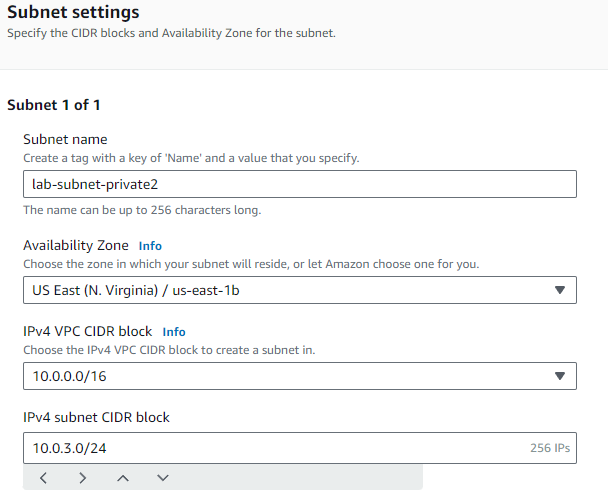 Subnet settings
Specify the CIDR blocks and Availability Zone for the subnet.
Subnet 1 of 1
Subnet name
Create a tag with a key of 'Name' and a value that you specify.
lab-subnet-private2
The name can be up to 256 characters long.
Availability Zone Info
Choose the zone in which your subnet will reside, or let Amazon choose one for you.
US East (N. Virginia) / us-east-1b
IPv4 VPC CIDR block Info
Choose the IPv4 VPC CIDR block to create a subnet in.
10.0.0.0/16
IPv4 subnet CIDR block
10.0.3.0/24 256 IPs